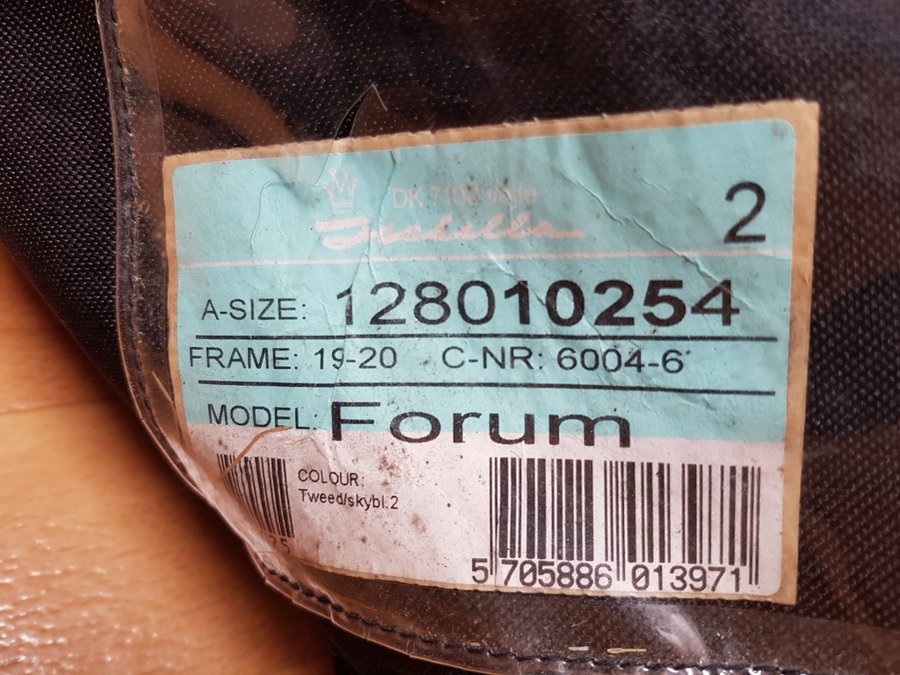 DK 7100 Vejle
2
Isabella
A-SIZE: 128010254
FRAME: 19-20 C-NR: 6004-6
MODEL: Forum
COLOUR:
Tweed/skybl.2
25
5 705886 013971